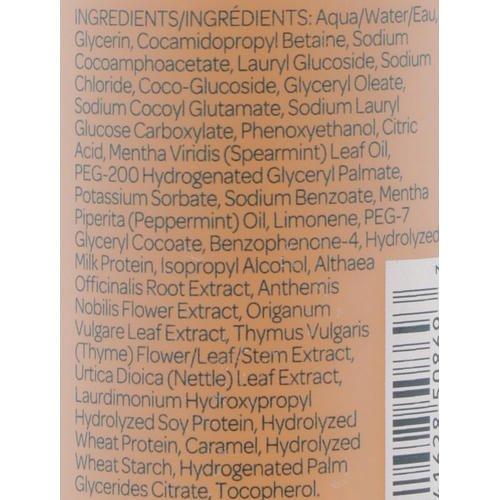 INGREDIENTS/INGRÉDIENTS: Aqua/Water/Eau,
Glycerin, Cocamidopropyl Betaine, Sodium
Cocoamphoacetate, Lauryl Glucoside, Sodium
Chloride, Coco-Glucoside, Glyceryl Oleate,
Sodium Cocoyl Glutamate, Sodium Lauryl
Glucose Carboxylate, Phenoxyethanol, Citric
Acid, Mentha Viridis (Spearmint) Leaf Oil,
PEG-200 Hydrogenated Glyceryl Palmate,
Potassium Sorbate, Sodium Benzoate, Mentha
Piperita (Peppermint) Oil, Limonene, PEG-7
Glyceryl Cocoate, Benzophenone-4, Hydrolyzed
Milk Protein, Isopropyl Alcohol, Althaea
Officinalis Root Extract, Anthemis
Nobilis Flower Extract, Origanum
Vulgare Leaf Extract, Thymus Vulgaris
(Thyme) Flower/Leaf/Stem Extract,
Urtica Dioica (Nettle) Leaf Extract,
Laurdimonium Hydroxypropyl
Hydrolyzed Soy Protein, Hydrolyzed
Wheat Protein, Caramel, Hydrolyzed
Wheat Starch, Hydrogenated Palm
Glycerides Citrate, Tocopherol.